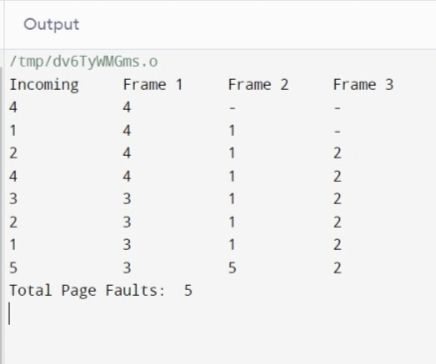 Output
/tmp/dv6TyWMGms.o
Incoming Frame 1 Frame 2 Frame 3
4 4 - -
1 4 1 -
2 4 1 2
4 4 1 2
3 3 1 2
2 3 1 2
1 3 1 2
5 3 5 2
Total Page Faults: 5